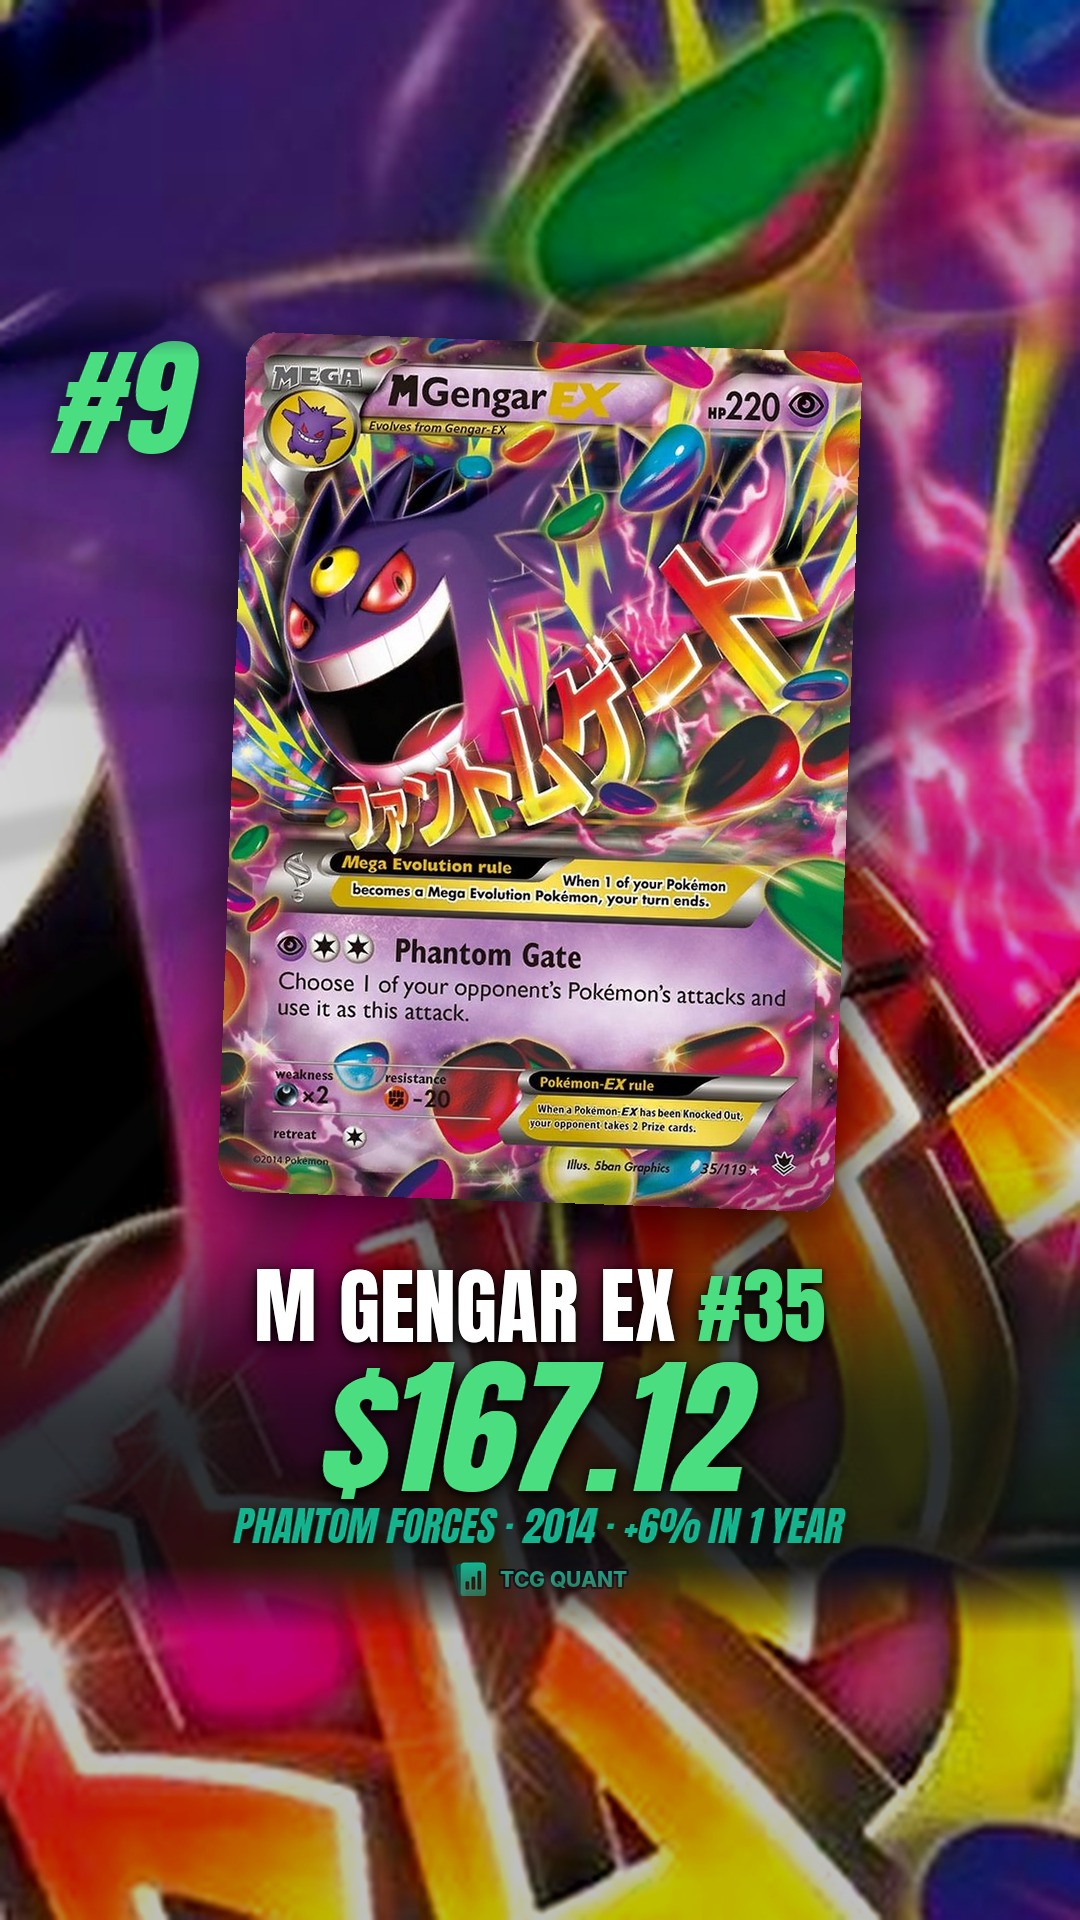 #9
MEGA
M Gengar EX
HP220
Evolves from Gengar-EX
ファントムゲート
Mega Evolution rule
When 1 of your Pokémon
becomes a Mega Evolution Pokémon, your turn ends.
Phantom Gate
Choose 1 of your opponent's Pokémon's attacks and
use it as this attack.
weakness
×2
resistance
-20
retreat
Pokémon-EX rule
When a Pokémon-EX has been Knocked Out,
your opponent takes 2 Prize cards.
©2014 Pokémon
Illus. 5ban Graphics
35/119
M GENGAR EX #35
$167.12
PHANTOM FORCES · 2014 · +6% IN 1 YEAR
TCG QUANT